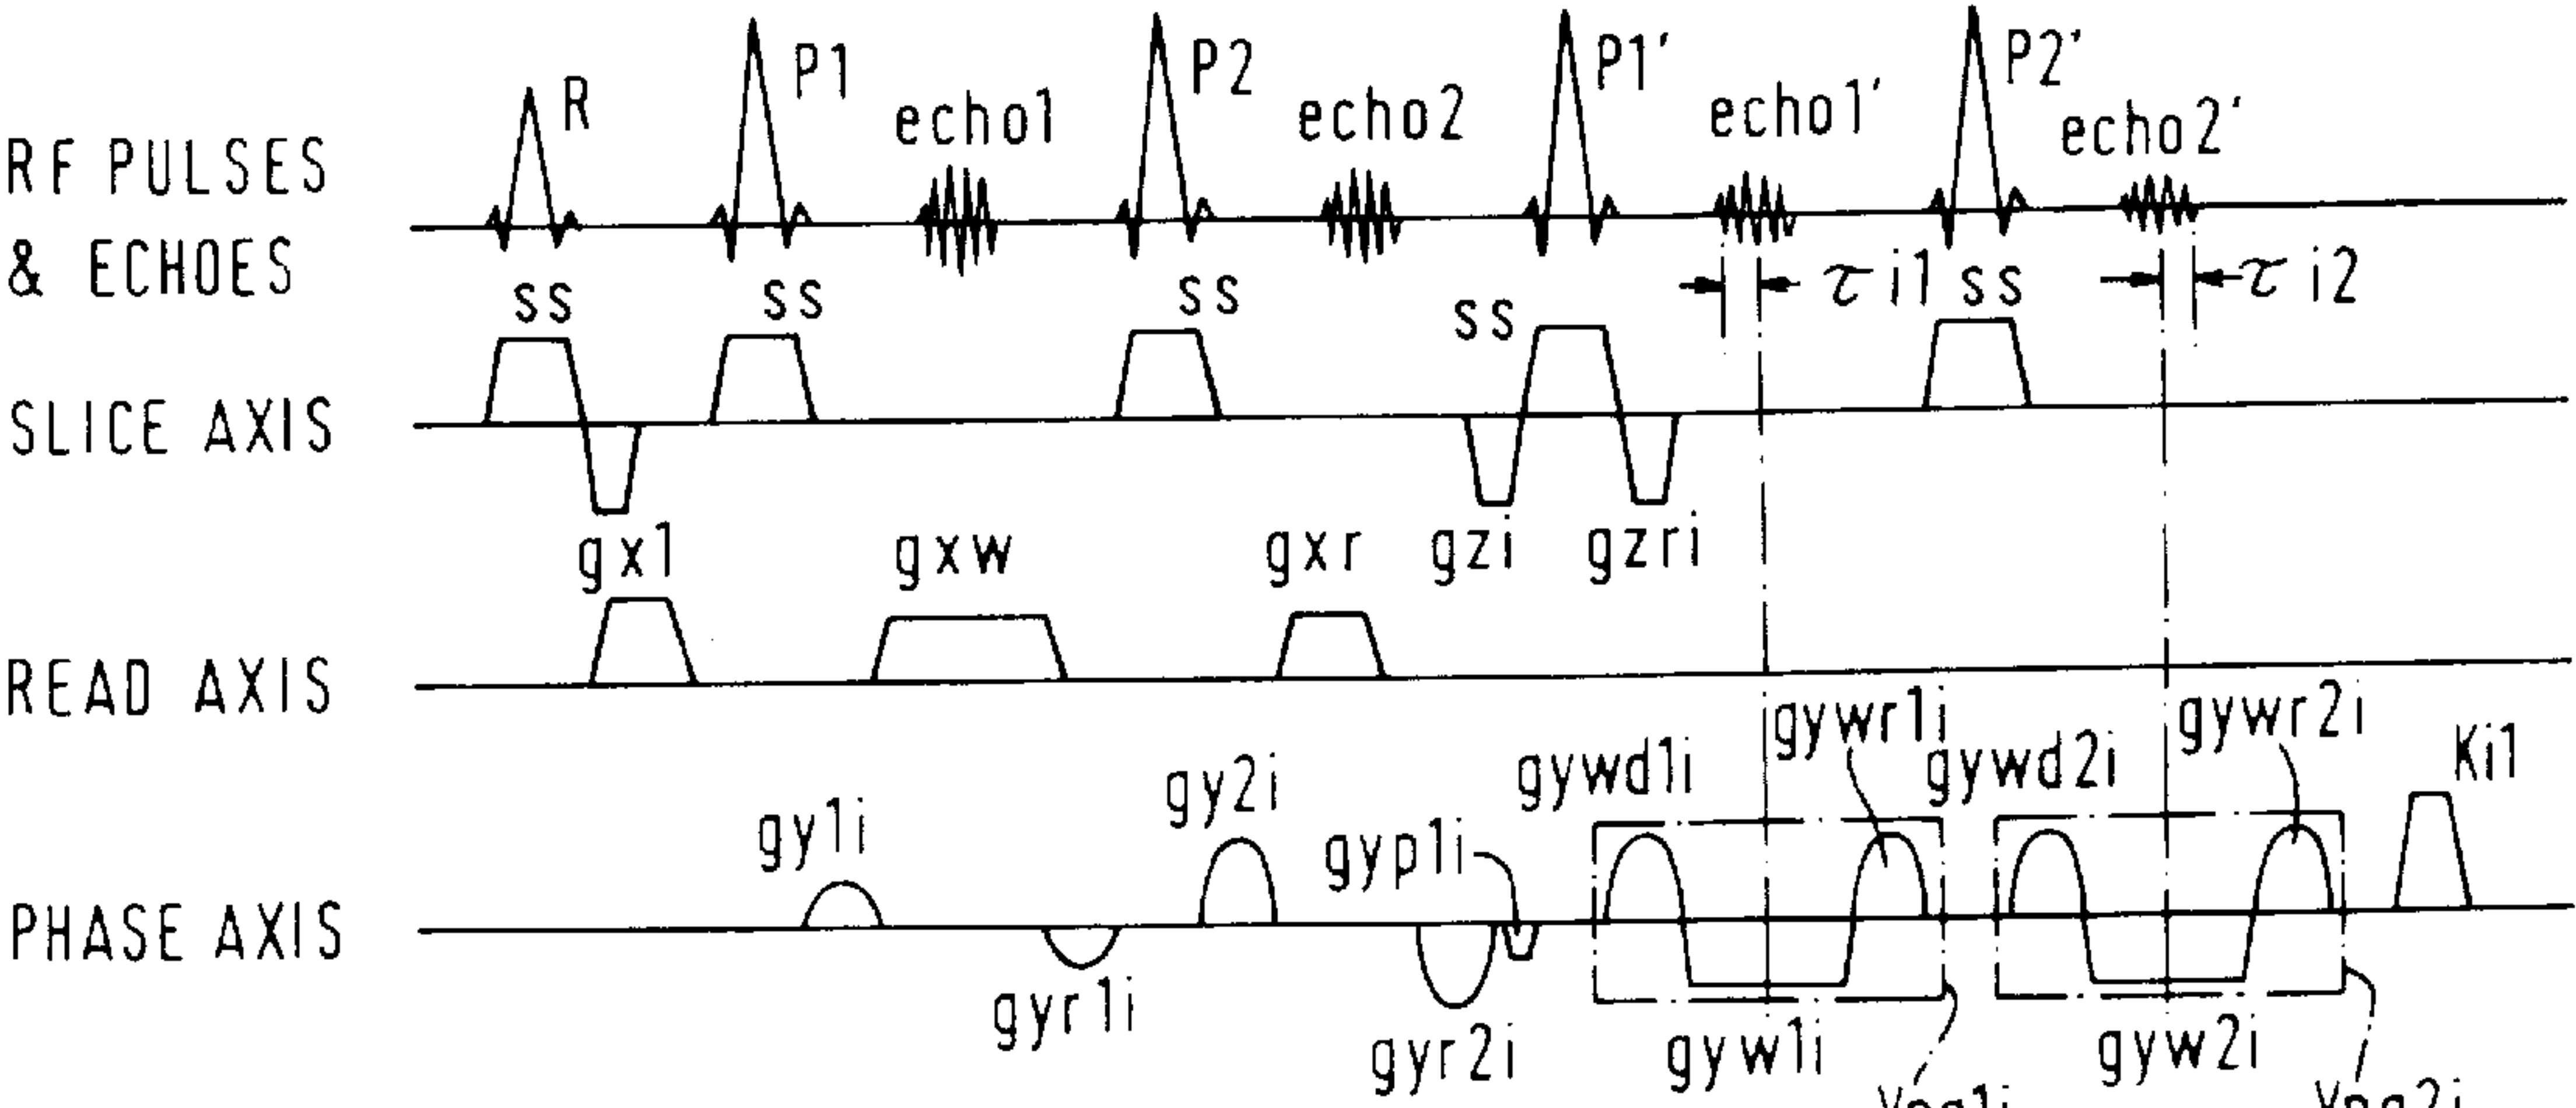 RF PULSES
& ECHOES
R
P1
echo1
P2
echo2
P1'
echo1'
P2'
echo2'
τi1
τi2
SLICE AXIS
ss
ss
ss
ss
ss
gzi
gzri
READ AXIS
gx1
gxw
gxr
PHASE AXIS
gy1i
gyr1i
gy2i
gyr2i
gyp1i
gywd1i
gyw1i
gywr1i
gywd2i
gyw2i
gywr2i
Ki1